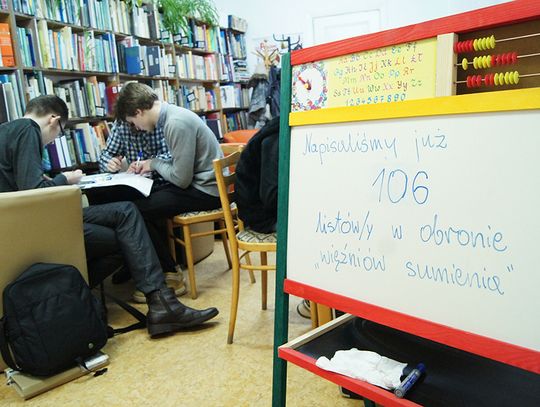 Napisaliśmy już
106
listów/y w obronie
„więźniów sumienia"